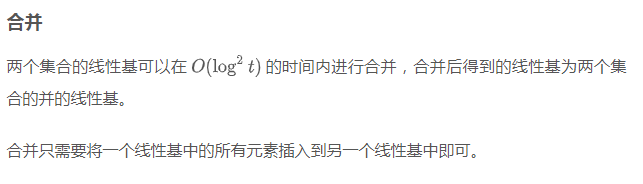 合并
两个集合的线性基可以在 O(log² t) 的时间内进行合并，合并后得到的线性基为两个集
合的并的线性基。
合并只需要将一个线性基中的所有元素插入到另一个线性基中即可。